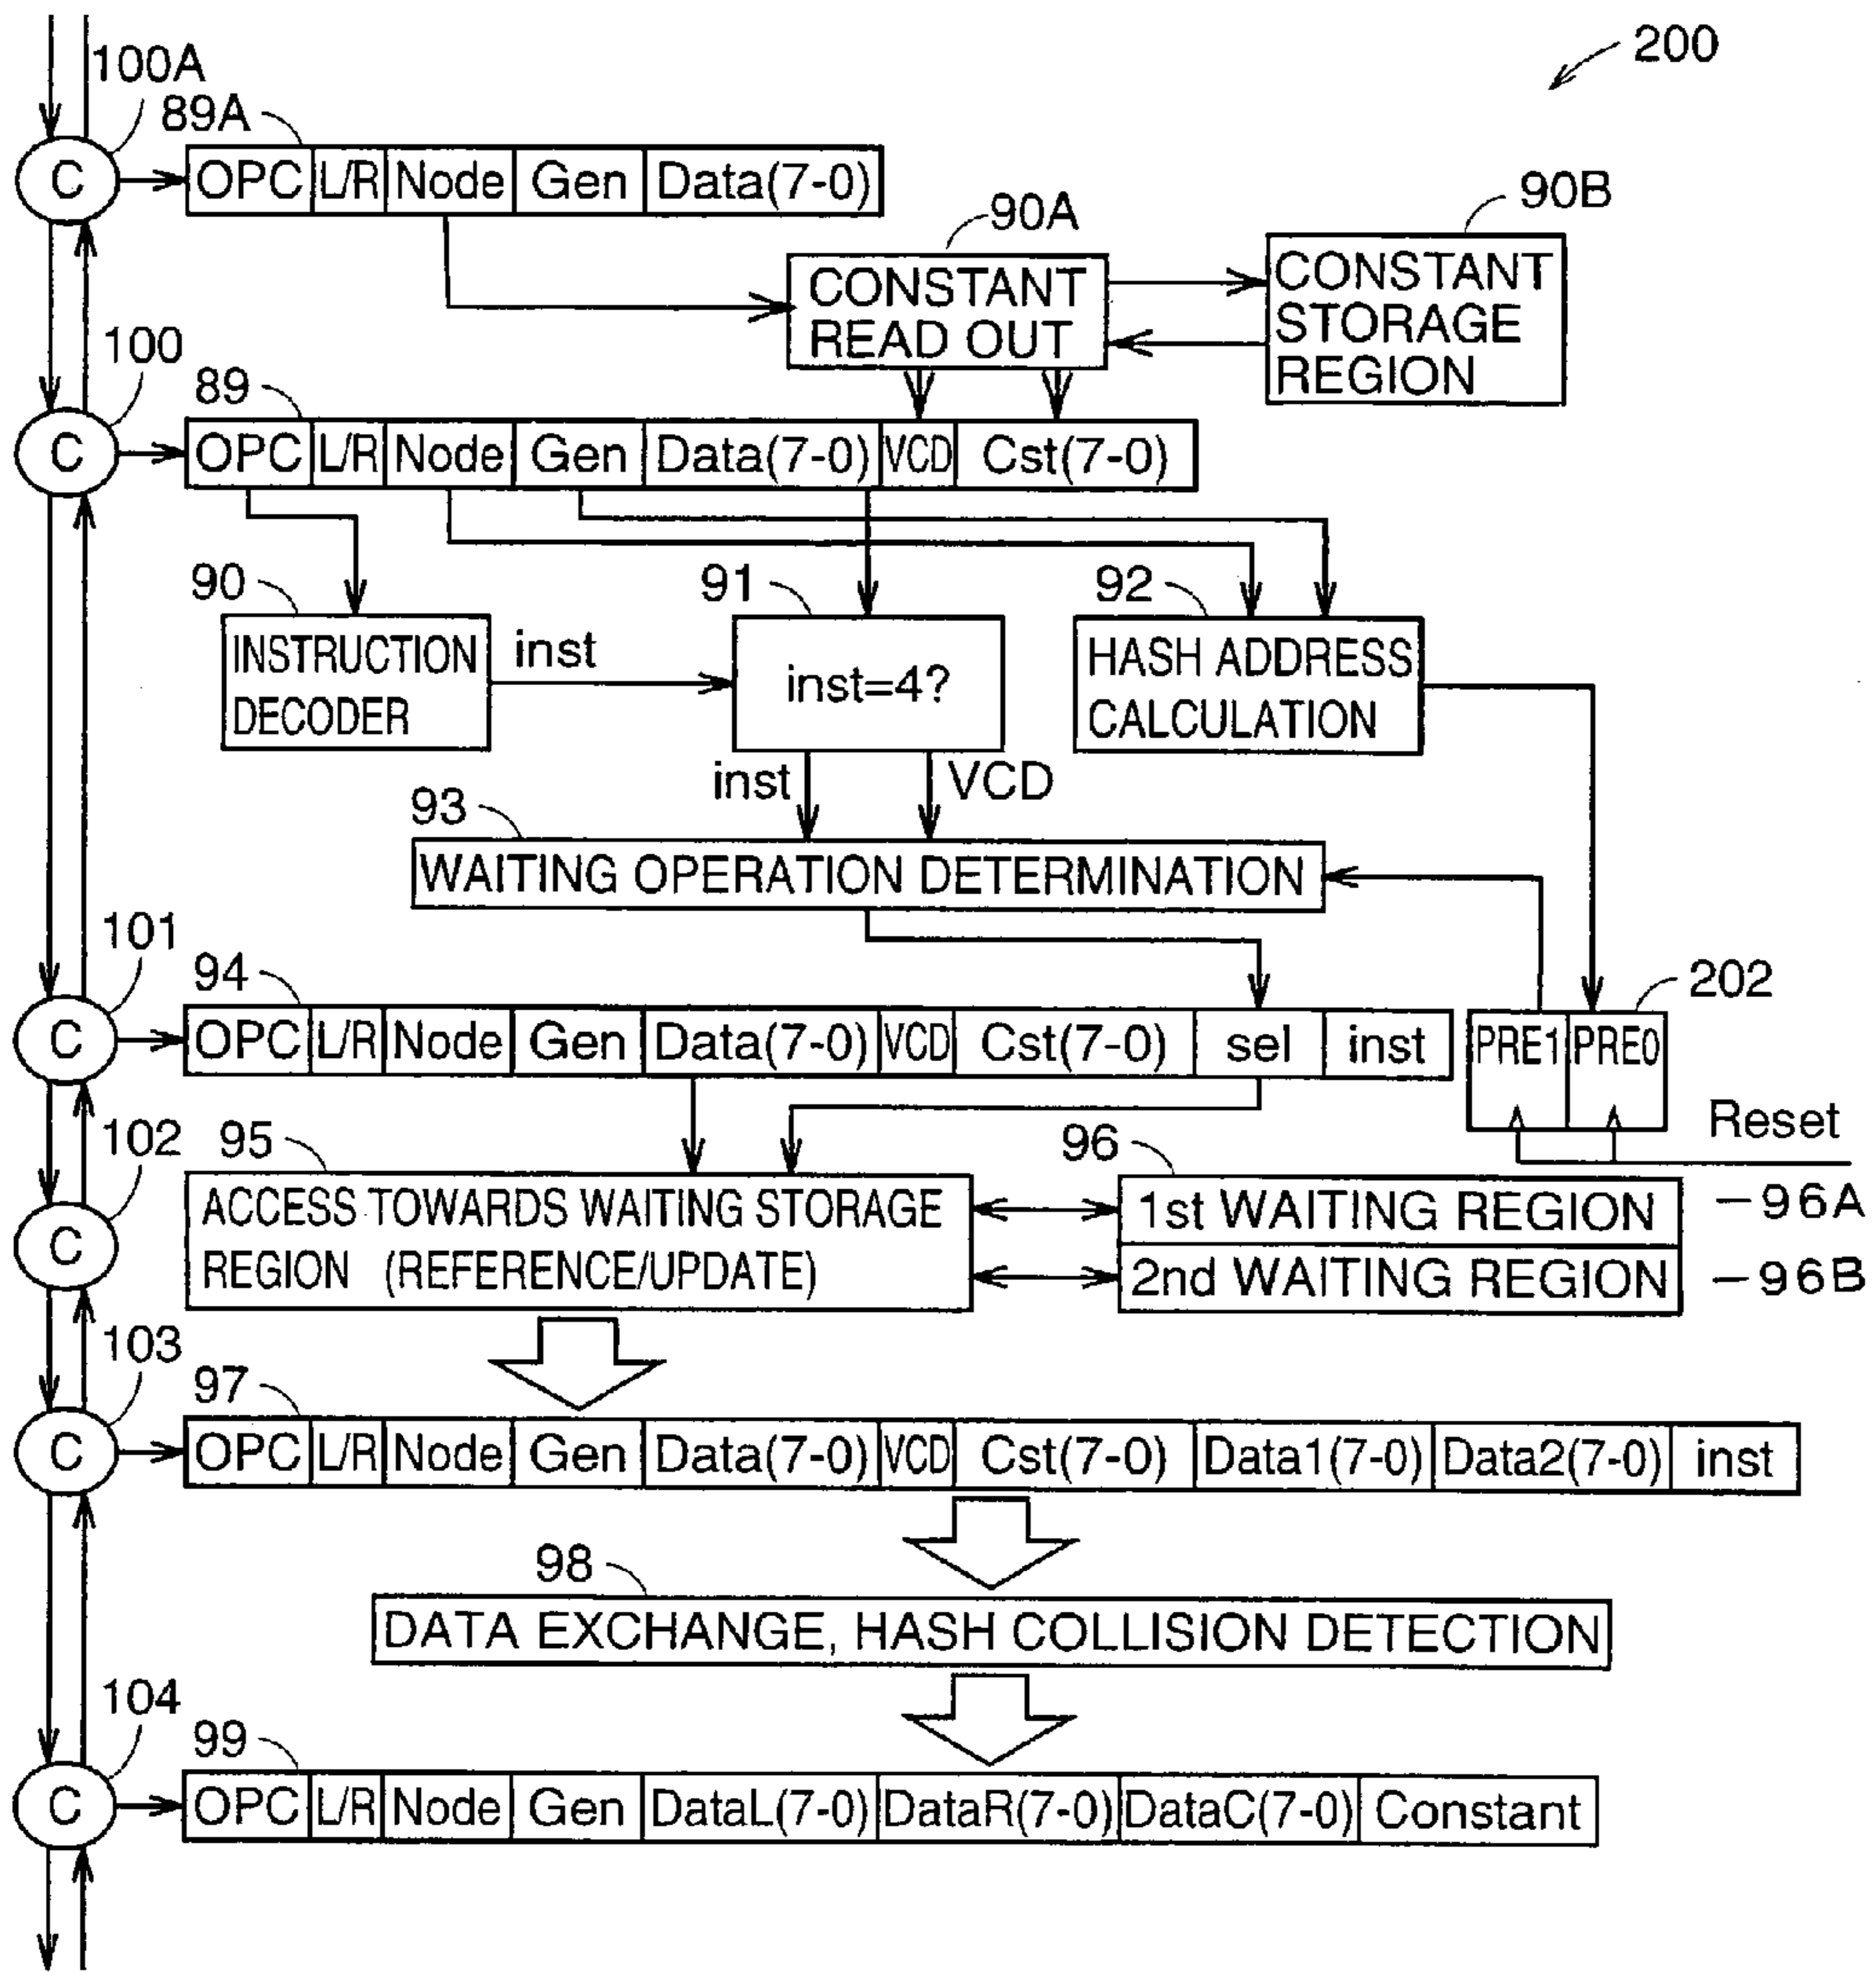 200
100A
89A
C
OPC L/R Node Gen Data(7-0)
90A
90B
CONSTANT
READ OUT
CONSTANT
STORAGE
REGION
100
89
C
OPC L/R Node Gen Data(7-0) VCD Cst(7-0)
90
91
92
INSTRUCTION
DECODER
inst
inst=4?
HASH ADDRESS
CALCULATION
inst
VCD
93
WAITING OPERATION DETERMINATION
101
94
202
C
OPC L/R Node Gen Data(7-0) VCD Cst(7-0) sel inst
PRE1 PRE0
Reset
102
95
96
C
ACCESS TOWARDS WAITING STORAGE
REGION (REFERENCE/UPDATE)
1st WAITING REGION
96A
2nd WAITING REGION
96B
103
97
C
OPC L/R Node Gen Data(7-0) VCD Cst(7-0) Data1(7-0) Data2(7-0) inst
98
DATA EXCHANGE, HASH COLLISION DETECTION
104
99
C
OPC L/R Node Gen DataL(7-0) DataR(7-0) DataC(7-0) Constant